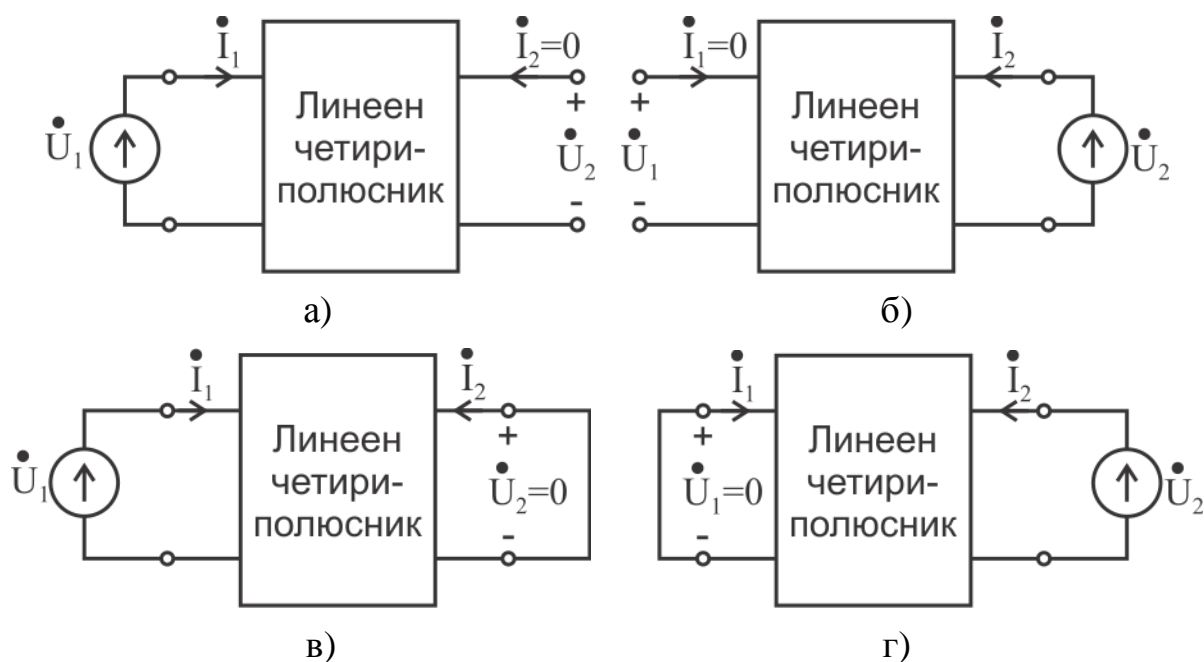 İ₁ İ₂=0 İ₁=0 İ₂
Линеен Линеен
U̇₁ четири- + + четири- U̇₂
полюсник U̇₂ U̇₁ полюсник
- -
а) б)
İ₁ İ₂ İ₁ İ₂
Линеен + + Линеен
U̇₁ четири- U̇₂=0 U̇₁=0 четири- U̇₂
полюсник - - полюсник
в) г)